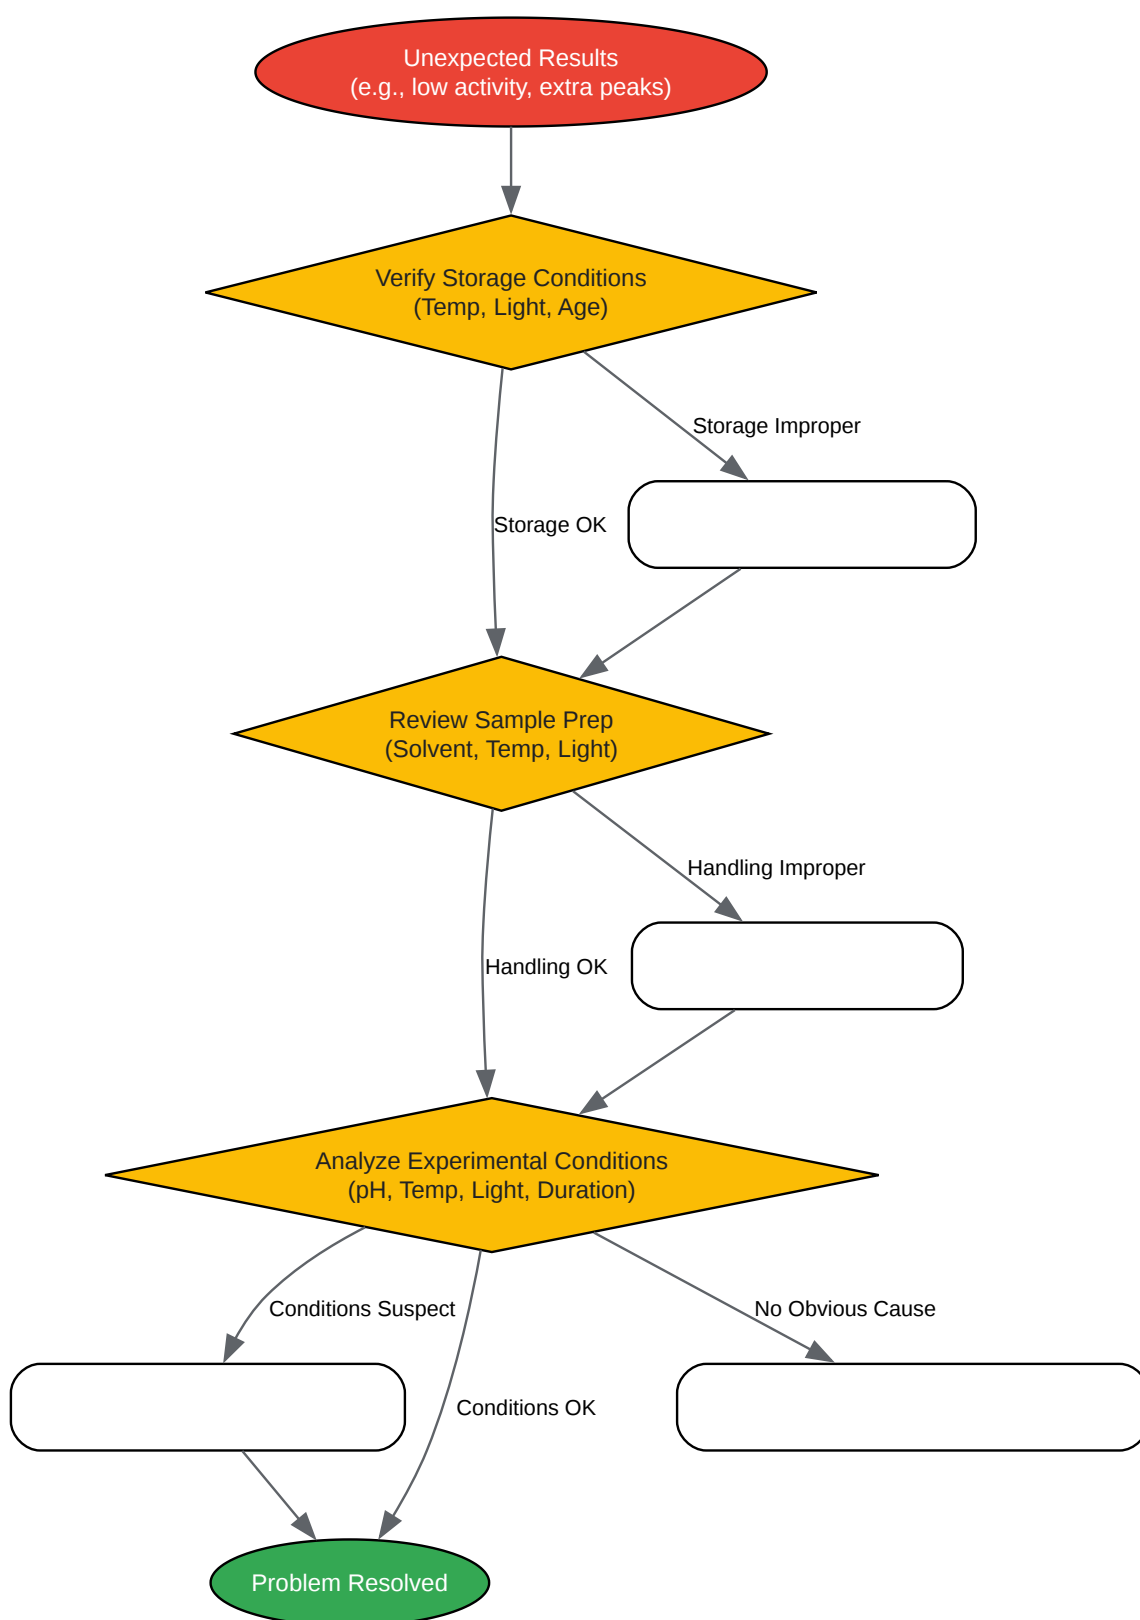 Unexpected Results
(e.g., low activity, extra peaks)
Verify Storage Conditions
(Temp, Light, Age)
Storage Improper
Storage OK
Review Sample Prep
(Solvent, Temp, Light)
Handling Improper
Handling OK
Analyze Experimental Conditions
(pH, Temp, Light, Duration)
Conditions Suspect
No Obvious Cause
Conditions OK
Problem Resolved